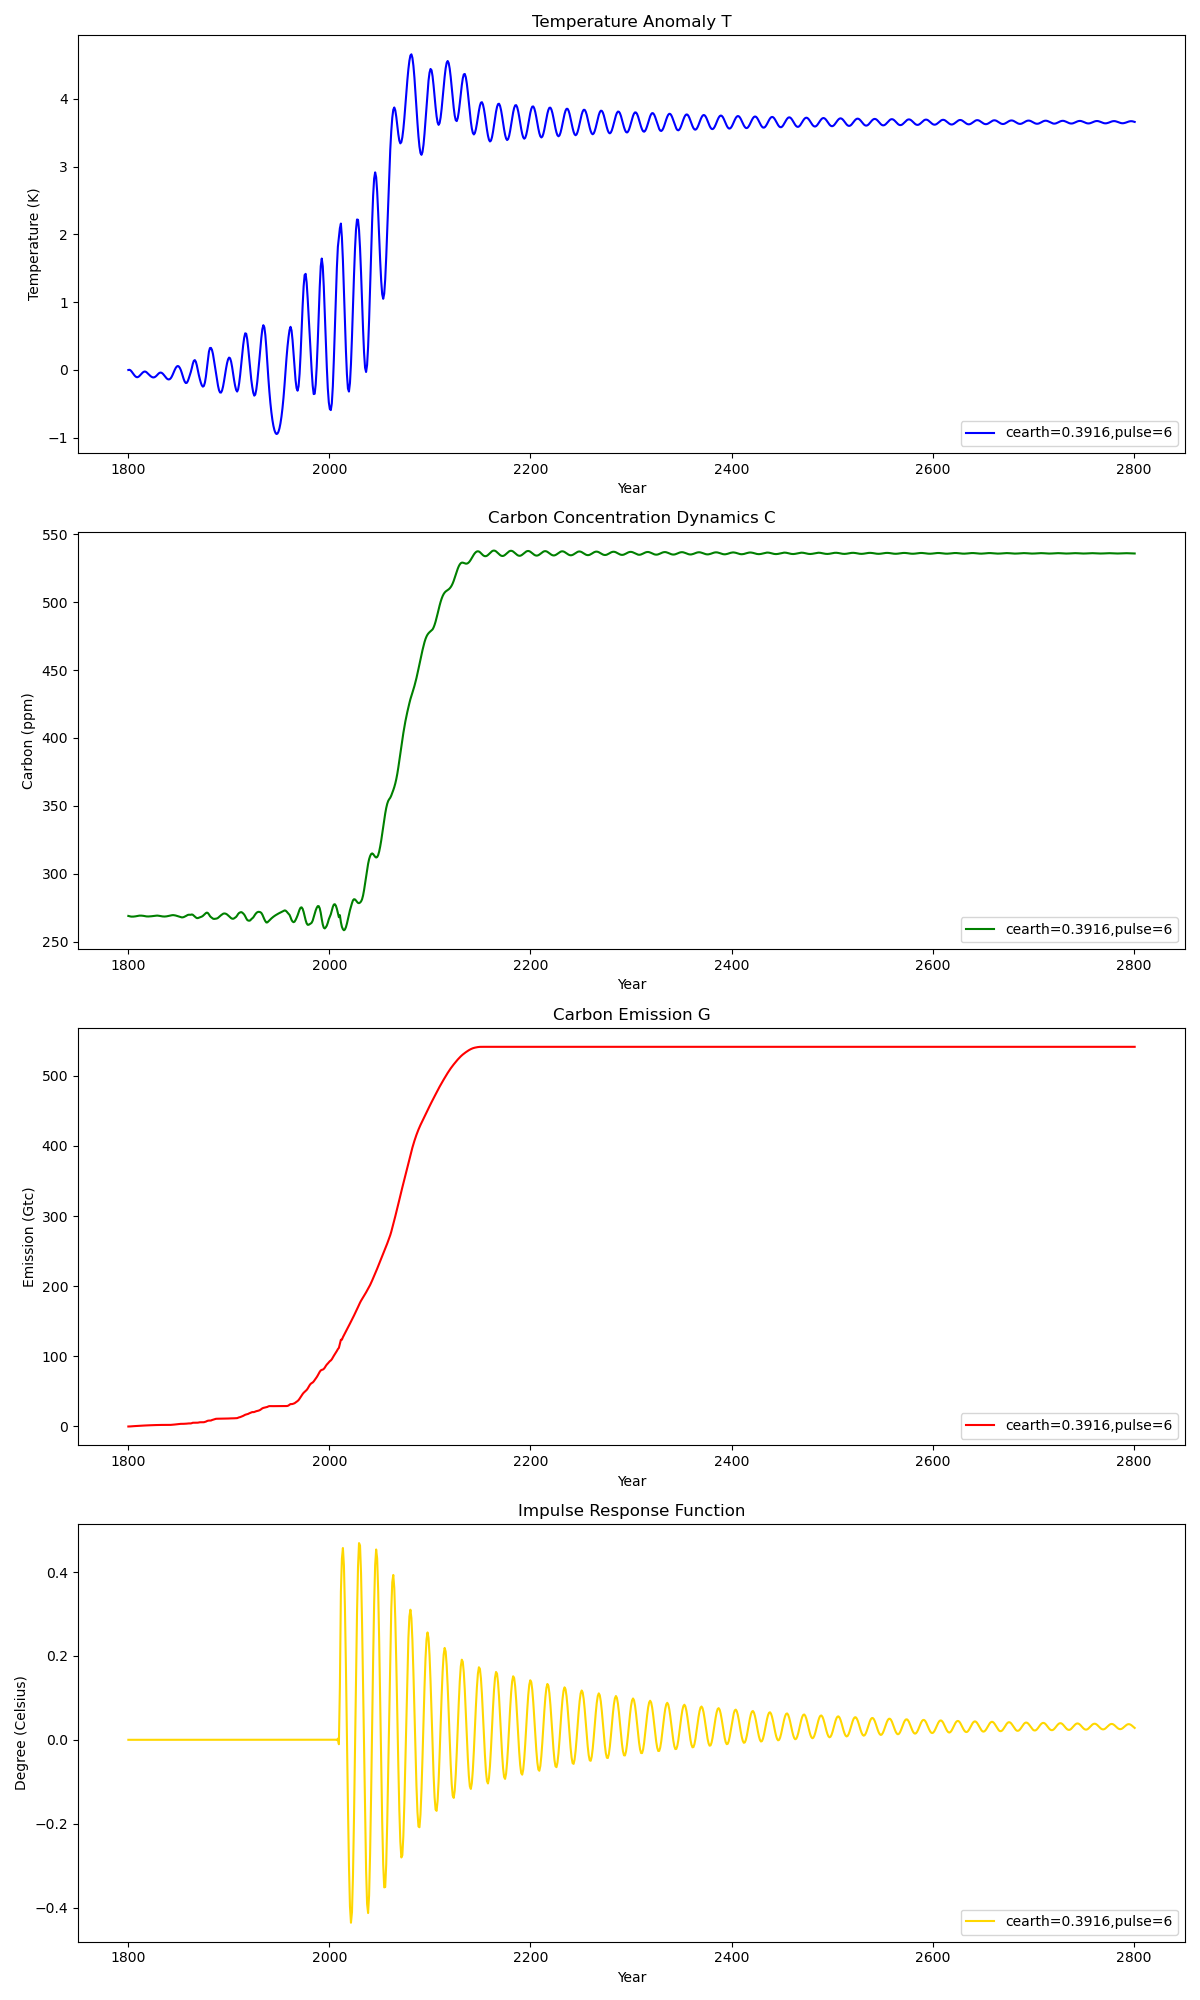 Temperature Anomaly T
Temperature (K)
4
3
2
1
0
−1
cearth=0.3916,pulse=6
1800 2000 2200 2400 2600 2800
Year
Carbon Concentration Dynamics C
Carbon (ppm)
550
500
450
400
350
300
250
cearth=0.3916,pulse=6
1800 2000 2200 2400 2600 2800
Year
Carbon Emission G
Emission (Gtc)
500
400
300
200
100
0
cearth=0.3916,pulse=6
1800 2000 2200 2400 2600 2800
Year
Impulse Response Function
Degree (Celsius)
0.4
0.2
0.0
−0.2
−0.4
cearth=0.3916,pulse=6
1800 2000 2200 2400 2600 2800
Year